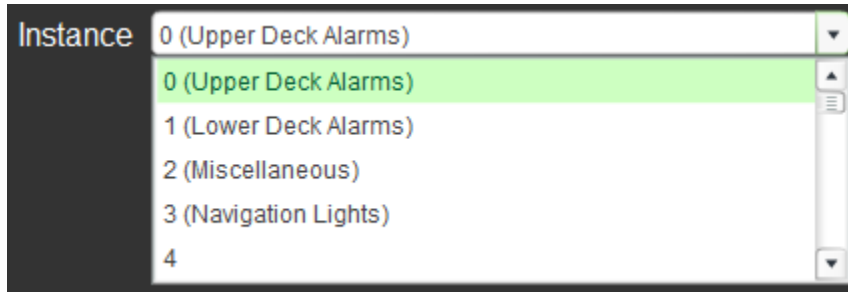 Instance 0 (Upper Deck Alarms)
0 (Upper Deck Alarms)
1 (Lower Deck Alarms)
2 (Miscellaneous)
3 (Navigation Lights)
4